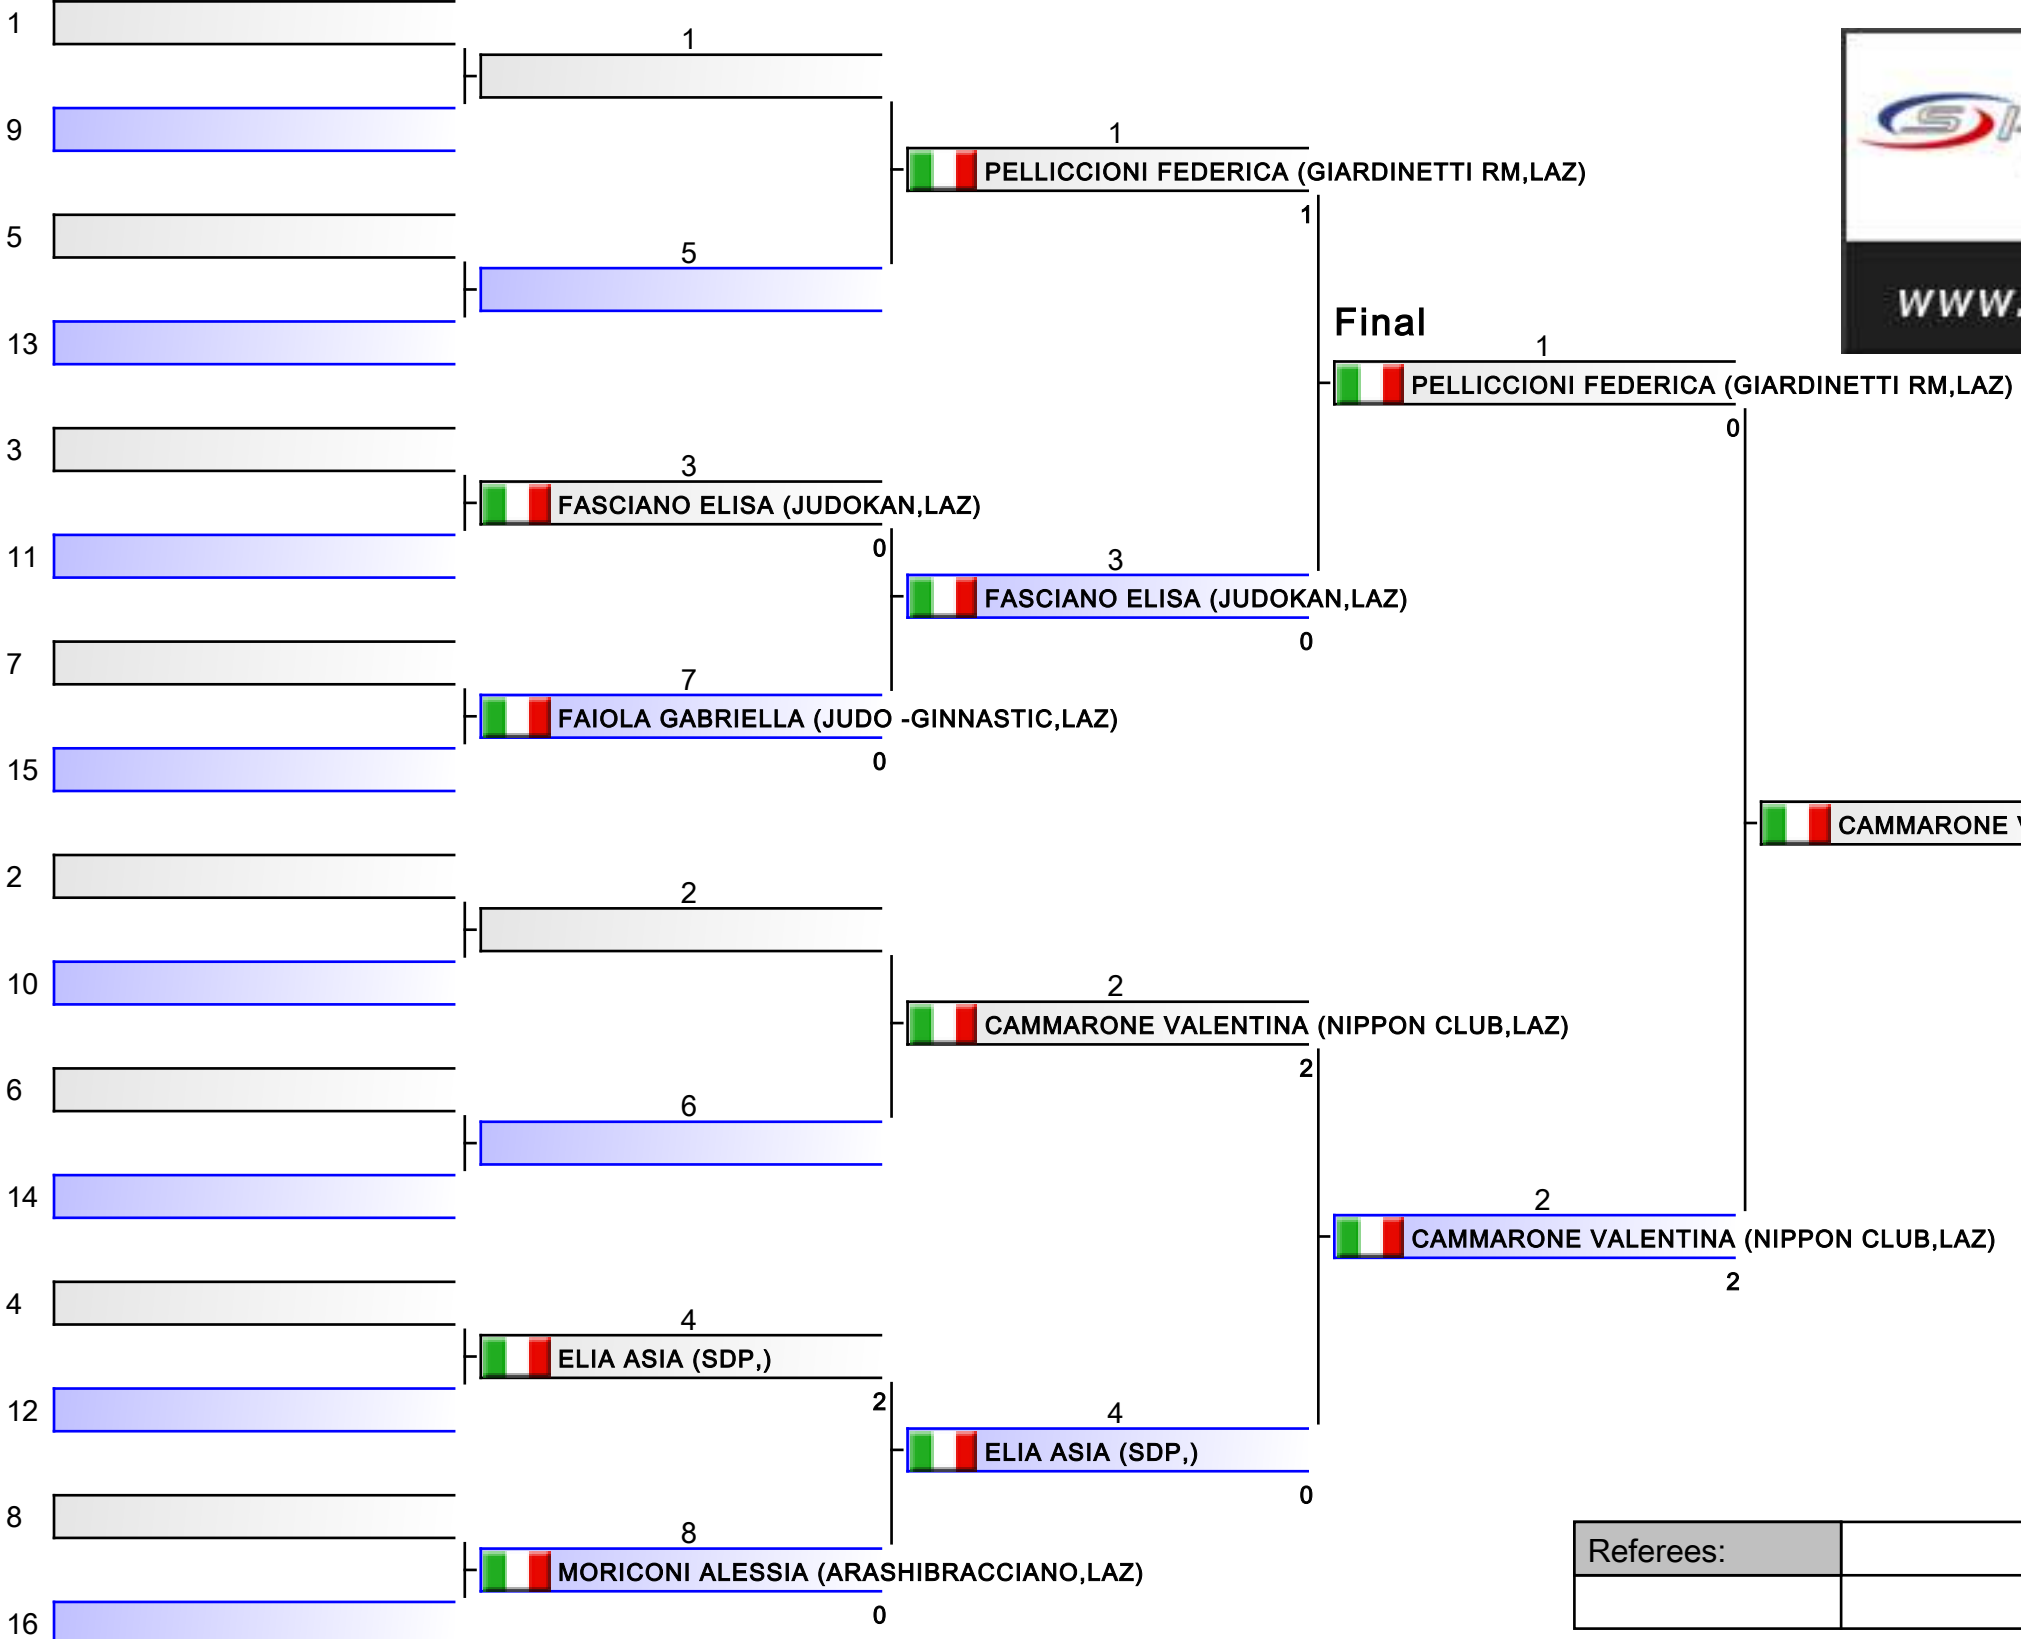 1
1
9
1
PELLICCIONI FEDERICA (GIARDINETTI RM,LAZ)
1
5
5
13
Final
1
PELLICCIONI FEDERICA (GIARDINETTI RM,LAZ)
0
www.
3
3
FASCIANO ELISA (JUDOKAN,LAZ)
0
11
3
FASCIANO ELISA (JUDOKAN,LAZ)
0
7
7
FAIOLA GABRIELLA (JUDO -GINNASTIC,LAZ)
0
15
CAMMARONE
2
2
10
2
CAMMARONE VALENTINA (NIPPON CLUB,LAZ)
2
6
6
14
2
CAMMARONE VALENTINA (NIPPON CLUB,LAZ)
2
4
4
ELIA ASIA (SDP,)
2
12
4
ELIA ASIA (SDP,)
0
8
8
MORICONI ALESSIA (ARASHIBRACCIANO,LAZ)
0
16
Referees: